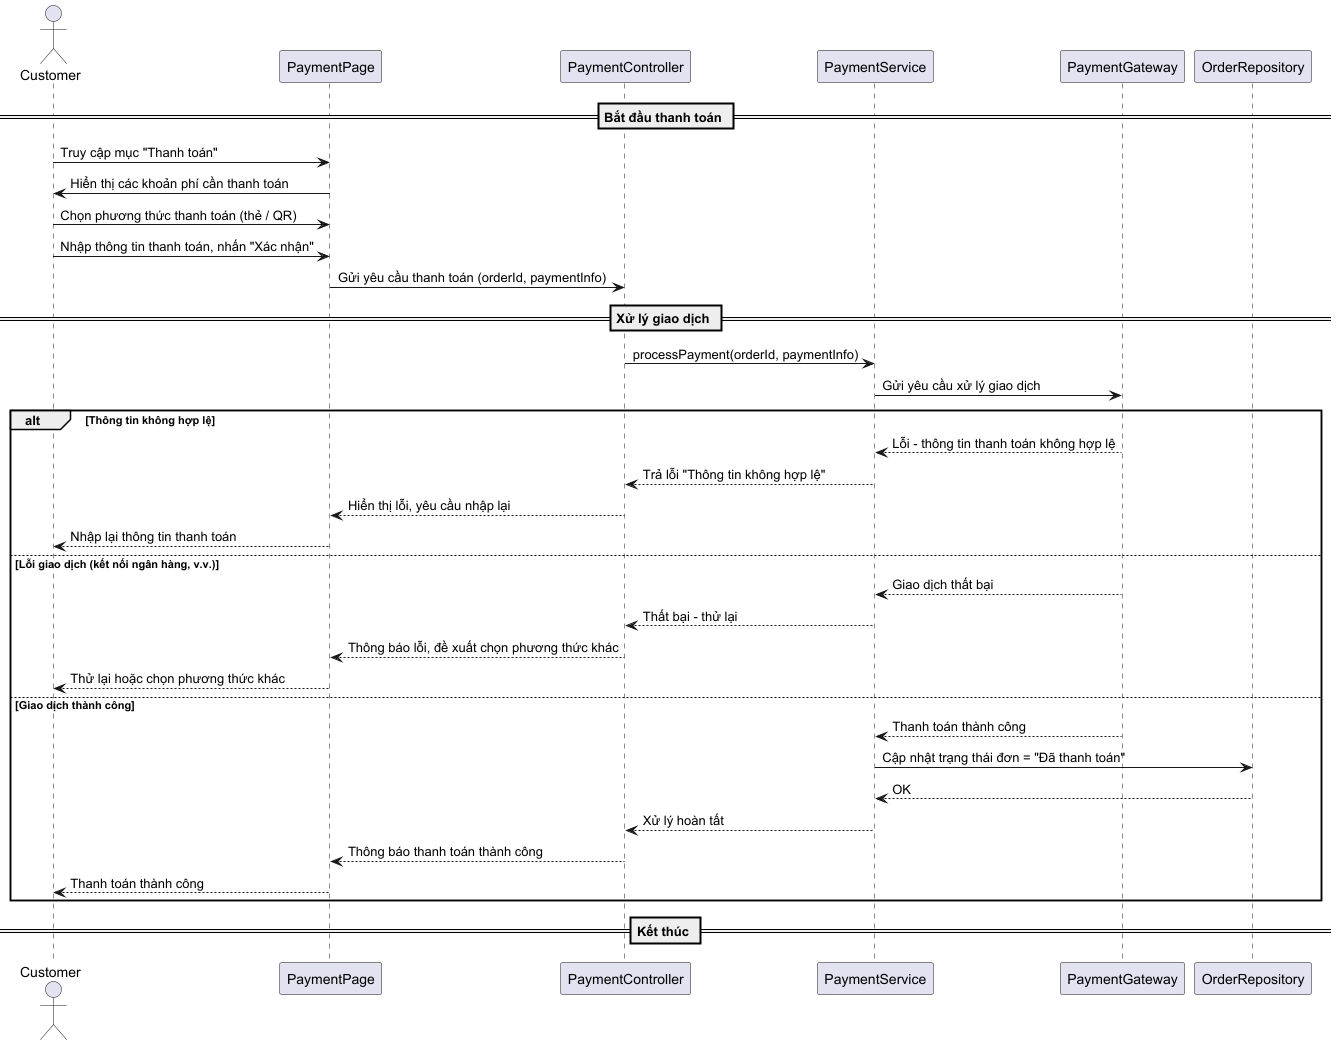 Customer
PaymentPage
PaymentController
PaymentService
PaymentGateway
OrderRepository
Bắt đầu thanh toán
Truy cập mục "Thanh toán"
Hiển thị các khoản phí cần thanh toán
Chọn phương thức thanh toán (thẻ / QR)
Nhập thông tin thanh toán, nhấn "Xác nhận"
Gửi yêu cầu thanh toán (orderId, paymentInfo)
Xử lý giao dịch
processPayment(orderId, paymentInfo)
Gửi yêu cầu xử lý giao dịch
alt
[Thông tin không hợp lệ]
Lỗi - thông tin thanh toán không hợp lệ
Trả lỗi "Thông tin không hợp lệ"
Hiển thị lỗi, yêu cầu nhập lại
Nhập lại thông tin thanh toán
[Lỗi giao dịch (kết nối ngân hàng, v.v.)]
Giao dịch thất bại
Thất bại - thử lại
Thông báo lỗi, đề xuất chọn phương thức khác
Thử lại hoặc chọn phương thức khác
[Giao dịch thành công]
Thanh toán thành công
Cập nhật trạng thái đơn = "Đã thanh toán"
OK
Xử lý hoàn tất
Thông báo thanh toán thành công
Thanh toán thành công
Kết thúc
Customer
PaymentPage
PaymentController
PaymentService
PaymentGateway
OrderRepository